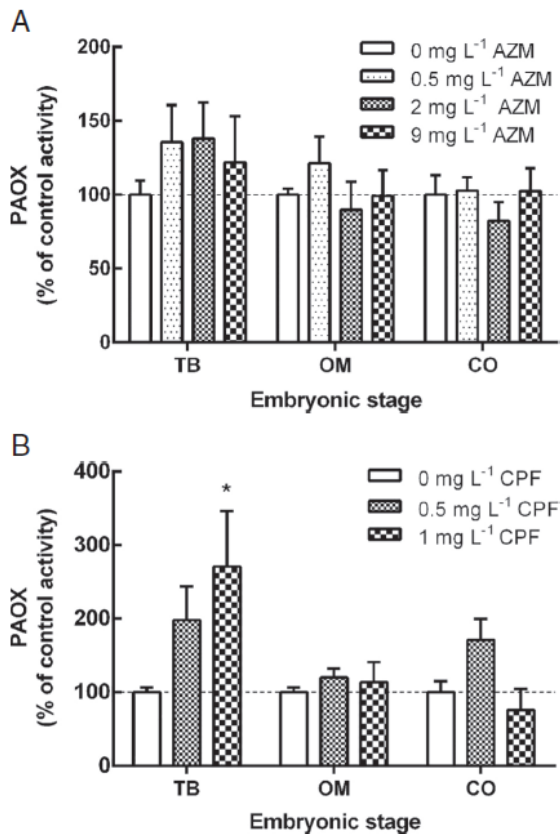 A
PAOX
(% of control activity)
200
150
100
50
0
0 mg L⁻¹ AZM
0.5 mg L⁻¹ AZM
2 mg L⁻¹ AZM
9 mg L⁻¹ AZM
TB OM CO
Embryonic stage
B
PAOX
(% of control activity)
400
300
200
100
0
*
0 mg L⁻¹ CPF
0.5 mg L⁻¹ CPF
1 mg L⁻¹ CPF
TB OM CO
Embryonic stage